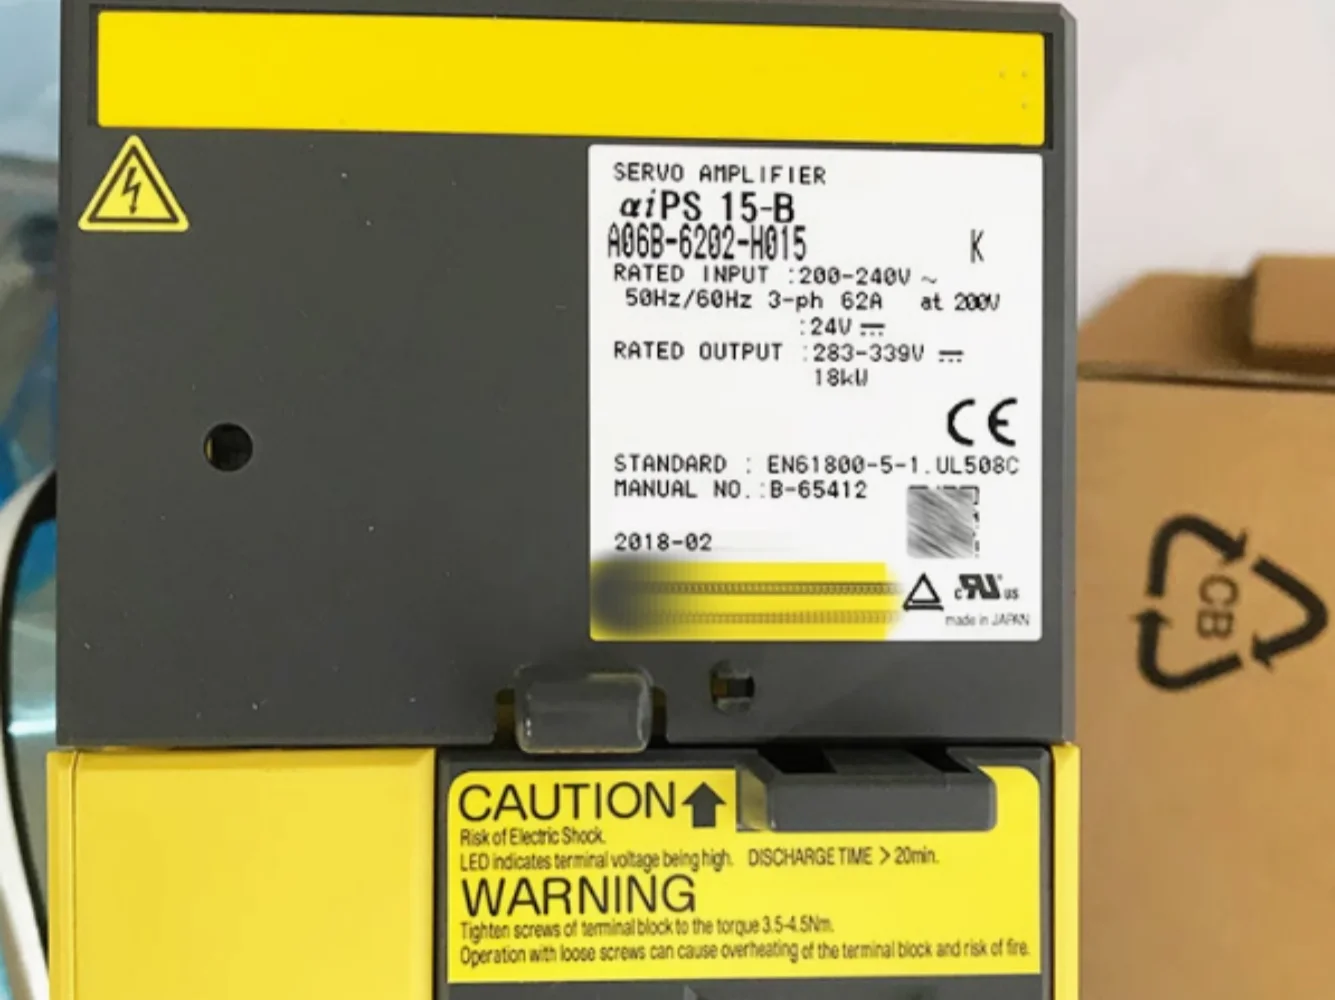 SERVO AMPLIFIER
αiPS 15-B
A06B-6202-H015 K
RATED INPUT :200-240V ~
50Hz/60Hz 3-ph 62A at 200V
:24V ⎓
RATED OUTPUT :283-339V ⎓
18kW
CE
STANDARD : EN61800-5-1.UL508C
MANUAL NO.:B-65412
2018-02
c RU US
made in JAPAN
CAUTION
Risk of Electric Shock.
LED indicates terminal voltage being high. DISCHARGE TIME > 20min.
WARNING
Tighten screws of terminal block to the torque 3.5-4.5Nm.
Operation with loose screws can cause overheating of the terminal block and risk of fire.
CB